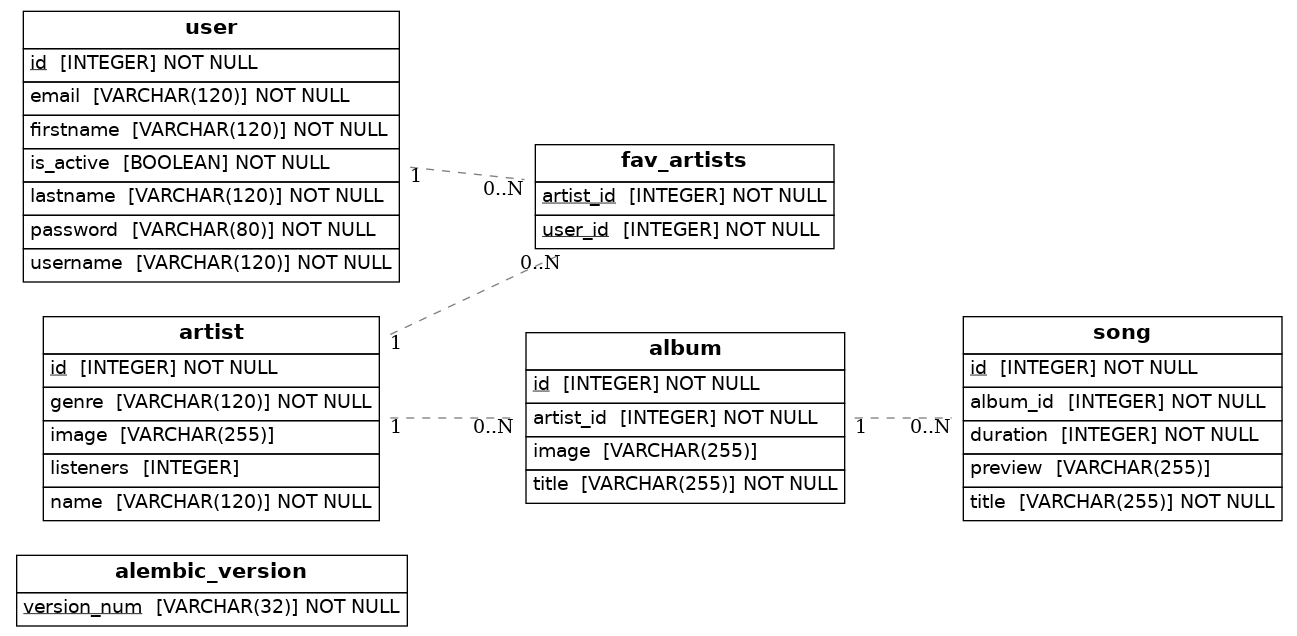 user
id [INTEGER] NOT NULL
email [VARCHAR(120)] NOT NULL
firstname [VARCHAR(120)] NOT NULL
is_active [BOOLEAN] NOT NULL
lastname [VARCHAR(120)] NOT NULL
password [VARCHAR(80)] NOT NULL
username [VARCHAR(120)] NOT NULL
1
0..N
fav_artists
artist_id [INTEGER] NOT NULL
user_id [INTEGER] NOT NULL
0..N
1
artist
id [INTEGER] NOT NULL
genre [VARCHAR(120)] NOT NULL
image [VARCHAR(255)]
listeners [INTEGER]
name [VARCHAR(120)] NOT NULL
1
0..N
album
id [INTEGER] NOT NULL
artist_id [INTEGER] NOT NULL
image [VARCHAR(255)]
title [VARCHAR(255)] NOT NULL
1
0..N
song
id [INTEGER] NOT NULL
album_id [INTEGER] NOT NULL
duration [INTEGER] NOT NULL
preview [VARCHAR(255)]
title [VARCHAR(255)] NOT NULL
alembic_version
version_num [VARCHAR(32)] NOT NULL